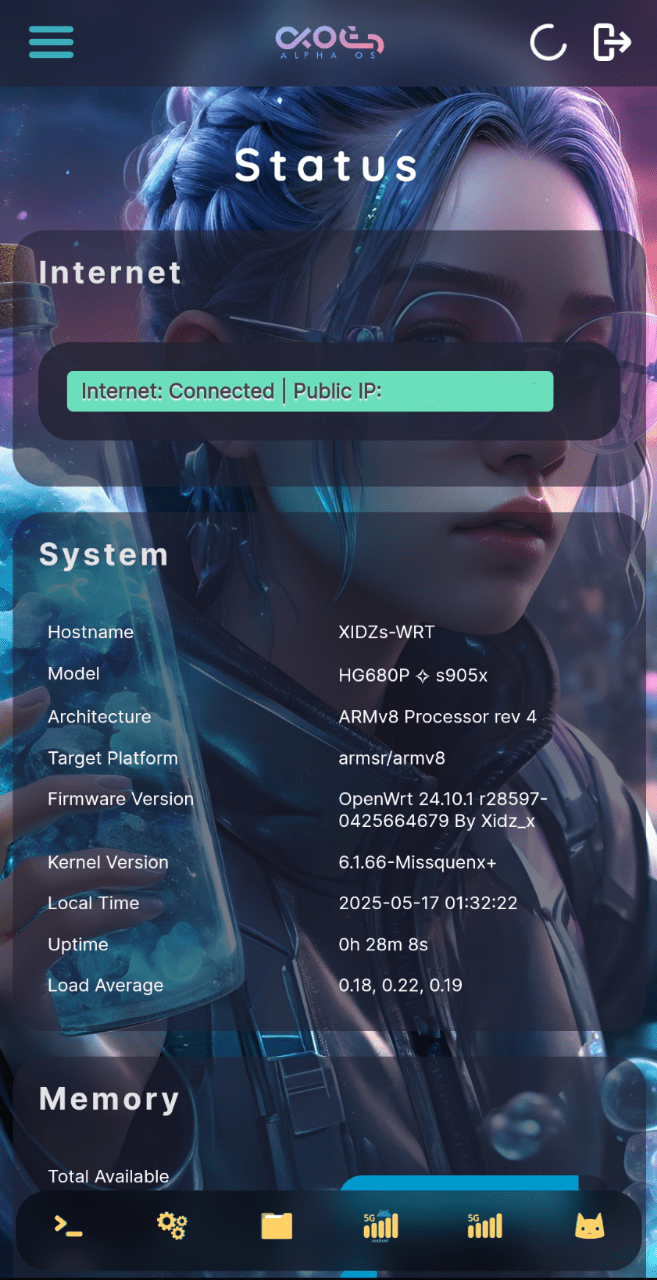 ALPHA OS
Status
Internet
Internet: Connected | Public IP:
System
Hostname XIDZs-WRT
Model HG680P ✧ s905x
Architecture ARMv8 Processor rev 4
Target Platform armsr/armv8
Firmware Version OpenWrt 24.10.1 r28597-
0425664679 By Xidz_x
Kernel Version 6.1.66-Missquenx+
Local Time 2025-05-17 01:32:22
Uptime 0h 28m 8s
Load Average 0.18, 0.22, 0.19
Memory
Total Available
5G 5G
android